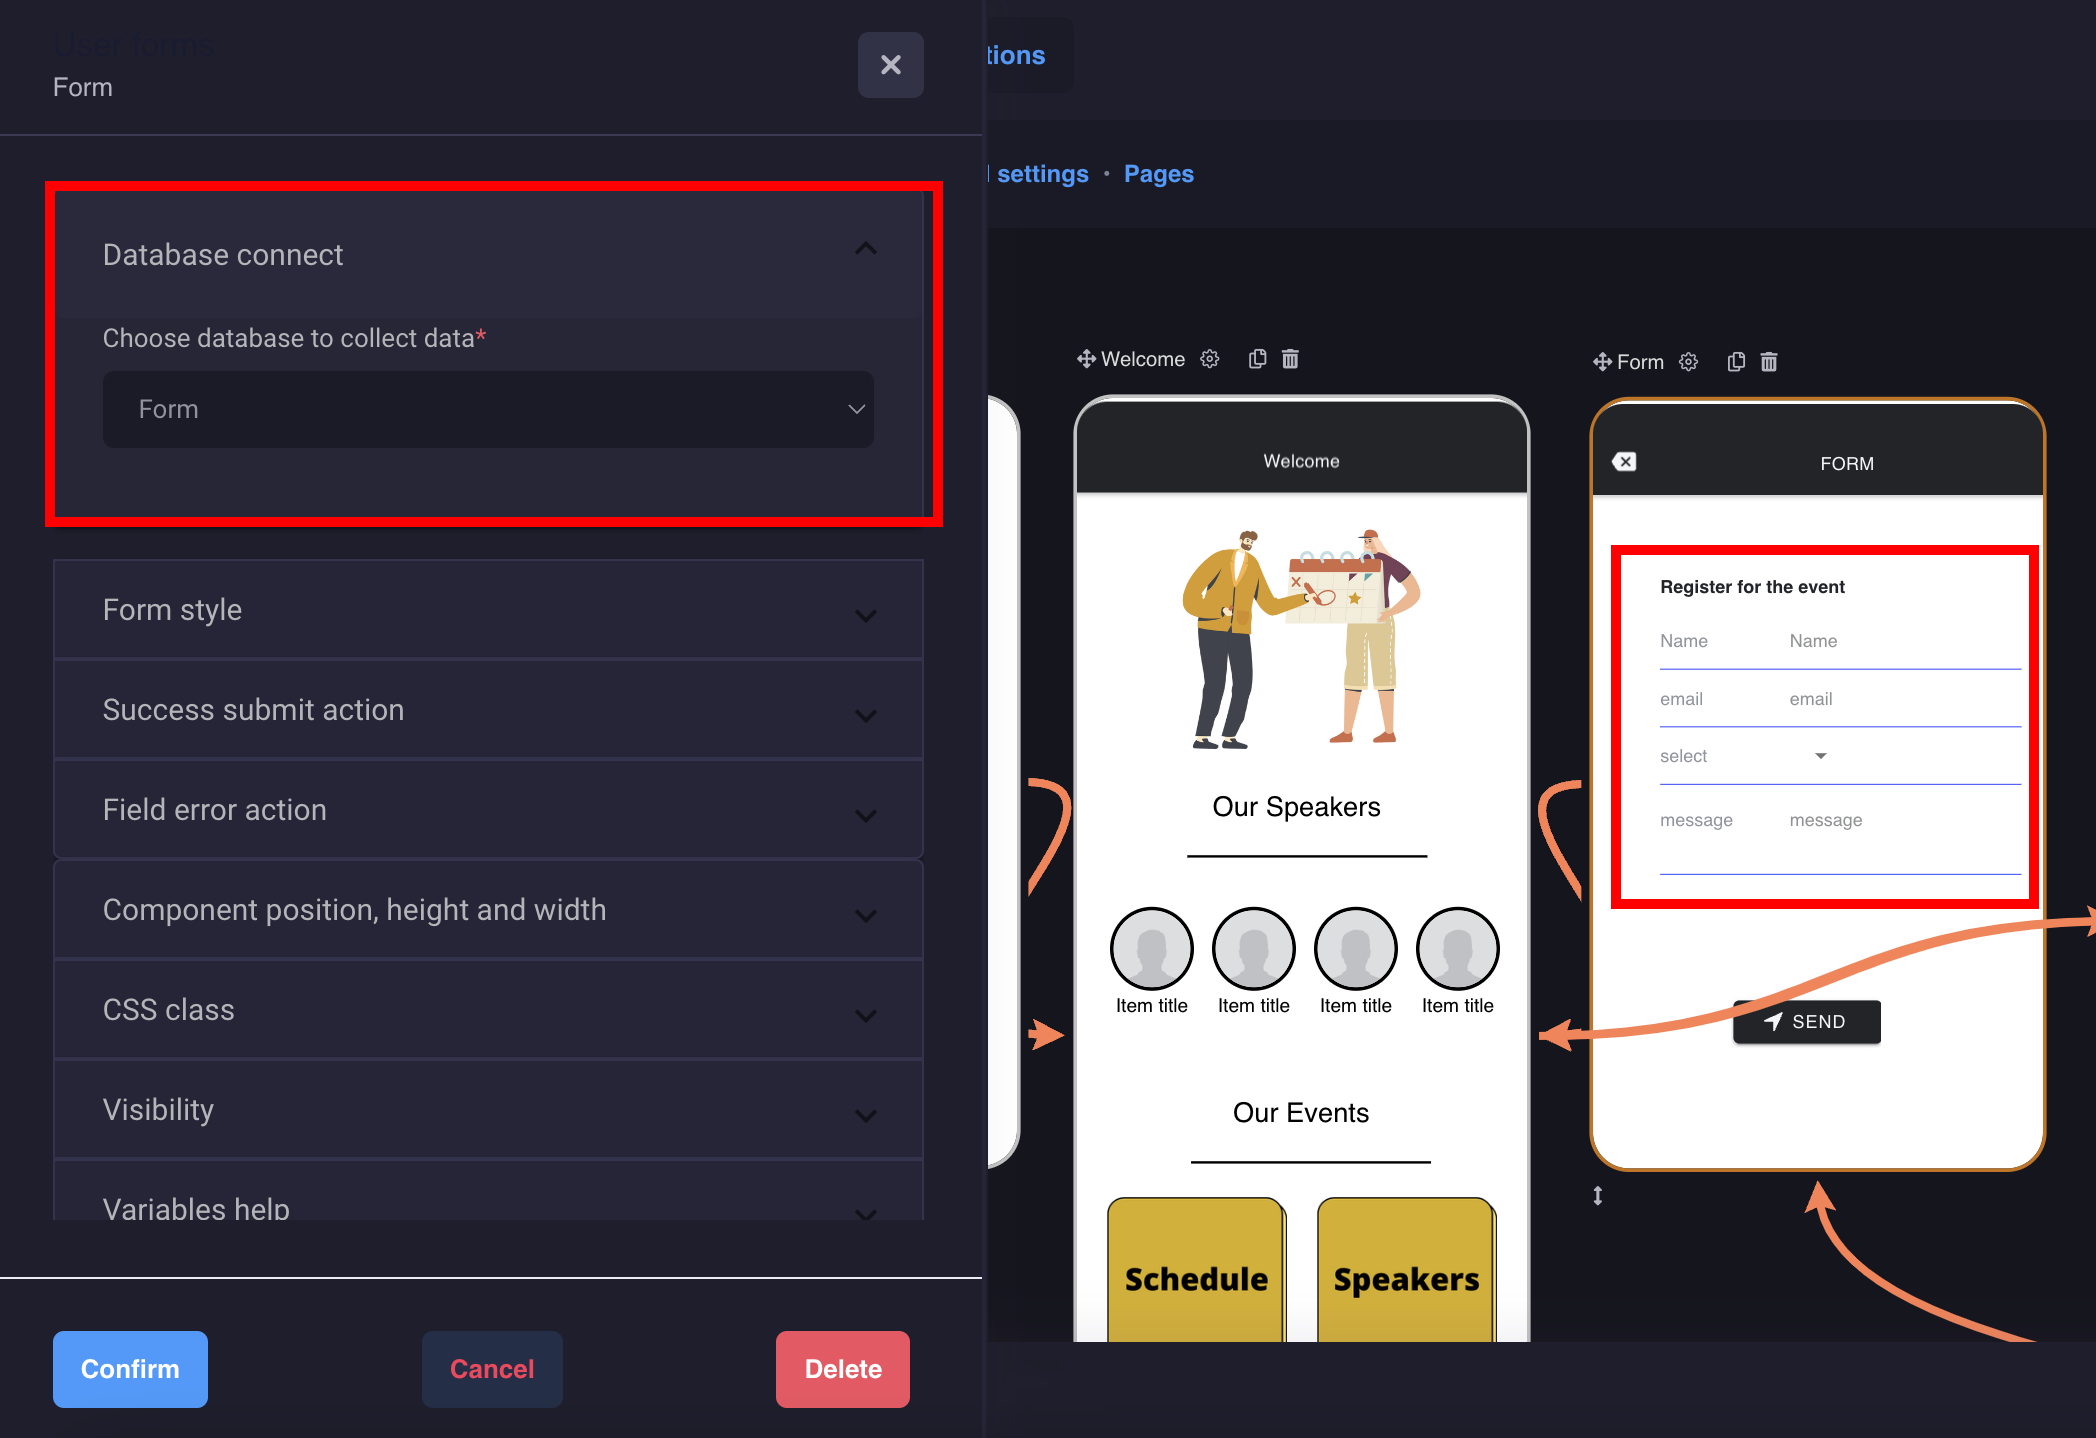 User forms
Form
Database connect
Choose database to collect data*
Form
Form style
Success submit action
Field error action
Component position, height and width
CSS class
Visibility
Variables help
Confirm
Cancel
Delete
tions
settings • Pages
Welcome
Welcome
Our Speakers
Item title Item title Item title Item title
Our Events
Schedule Speakers
Form
FORM
Register for the event
Name Name
email email
select
message message
SEND